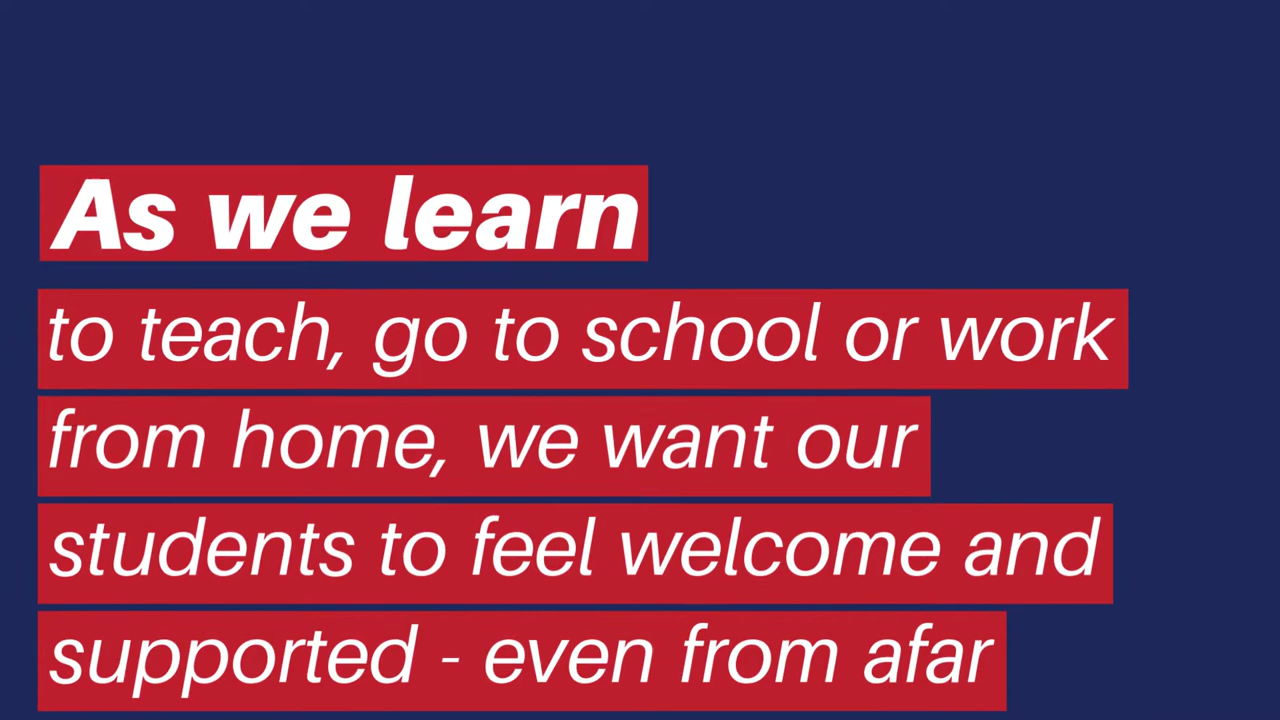 As we learn
to teach, go to school or work
from home, we want our
students to feel welcome and
supported - even from afar